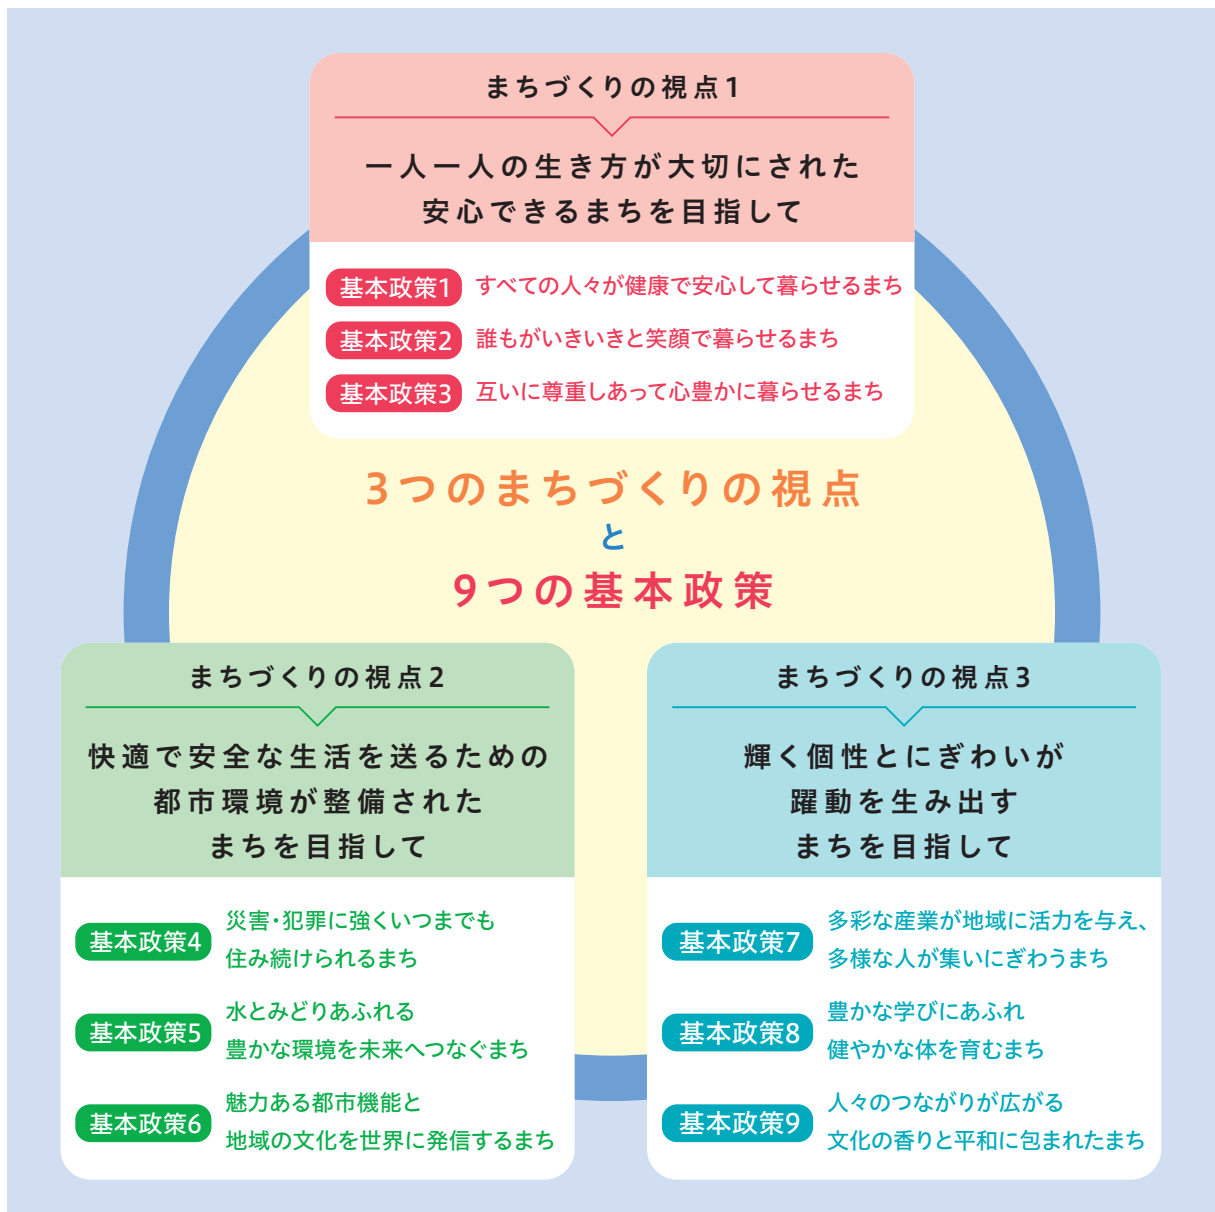 まちづくりの視点1
一人一人の生き方が大切にされた
安心できるまちを目指して
基本政策1 すべての人々が健康で安心して暮らせるまち
基本政策2 誰もがいきいきと笑顔で暮らせるまち
基本政策3 互いに尊重しあって心豊かに暮らせるまち
3つのまちづくりの視点
と
9つの基本政策
まちづくりの視点2
快適で安全な生活を送るための
都市環境が整備された
まちを目指して
基本政策4
災害・犯罪に強くいつまでも
住み続けられるまち
基本政策5
水とみどりあふれる
豊かな環境を未来へつなぐまち
基本政策6
魅力ある都市機能と
地域の文化を世界に発信するまち
まちづくりの視点3
輝く個性とにぎわいが
躍動を生み出す
まちを目指して
基本政策7
多彩な産業が地域に活力を与え、
多様な人が集いにぎわうまち
基本政策8
豊かな学びにあふれ
健やかな体を育むまち
基本政策9
人々のつながりが広がる
文化の香りと平和に包まれたまち